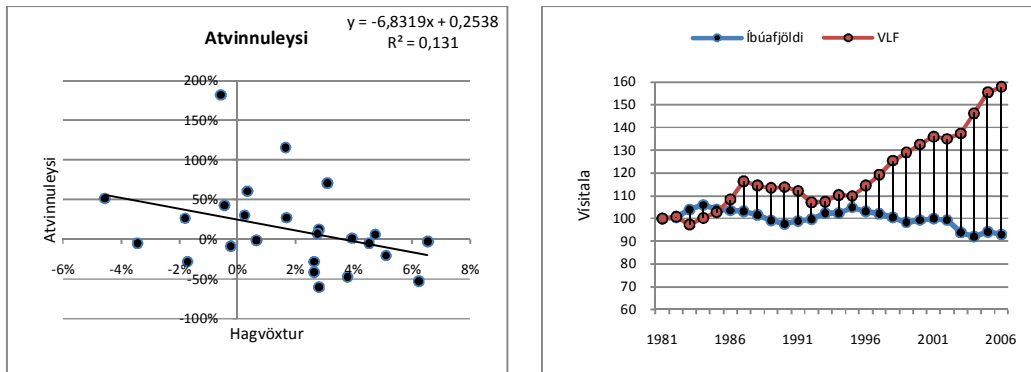 y = -6,8319x + 0,2538
R² = 0,131
Atvinnuleysi
200%
150%
100%
50%
0%
-50%
-100%
-6% -4% -2% 0% 2% 4% 6% 8%
Atvinnuleysi
Hagvöxtur
Íbúafjöldi VLF
160
150
140
130
120
110
100
90
80
70
60
Vísitala
1981 1986 1991 1996 2001 2006